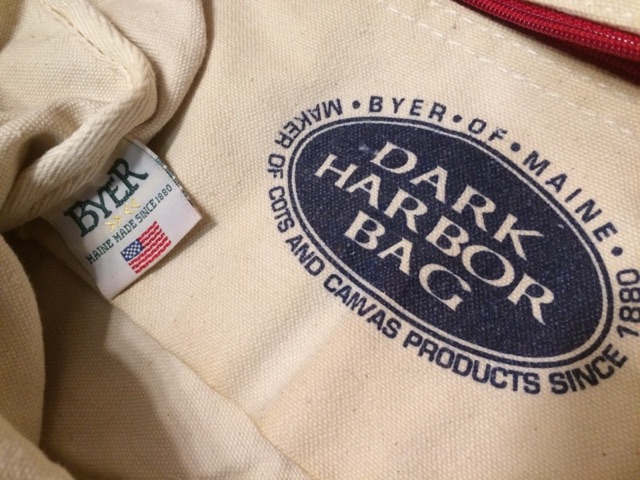 BYER
MAINE MADE SINCE 1880
• BYER • OF • MAINE •
DARK
HARBOR
BAG
MAKER OF COTS AND CANVAS PRODUCTS SINCE 1880